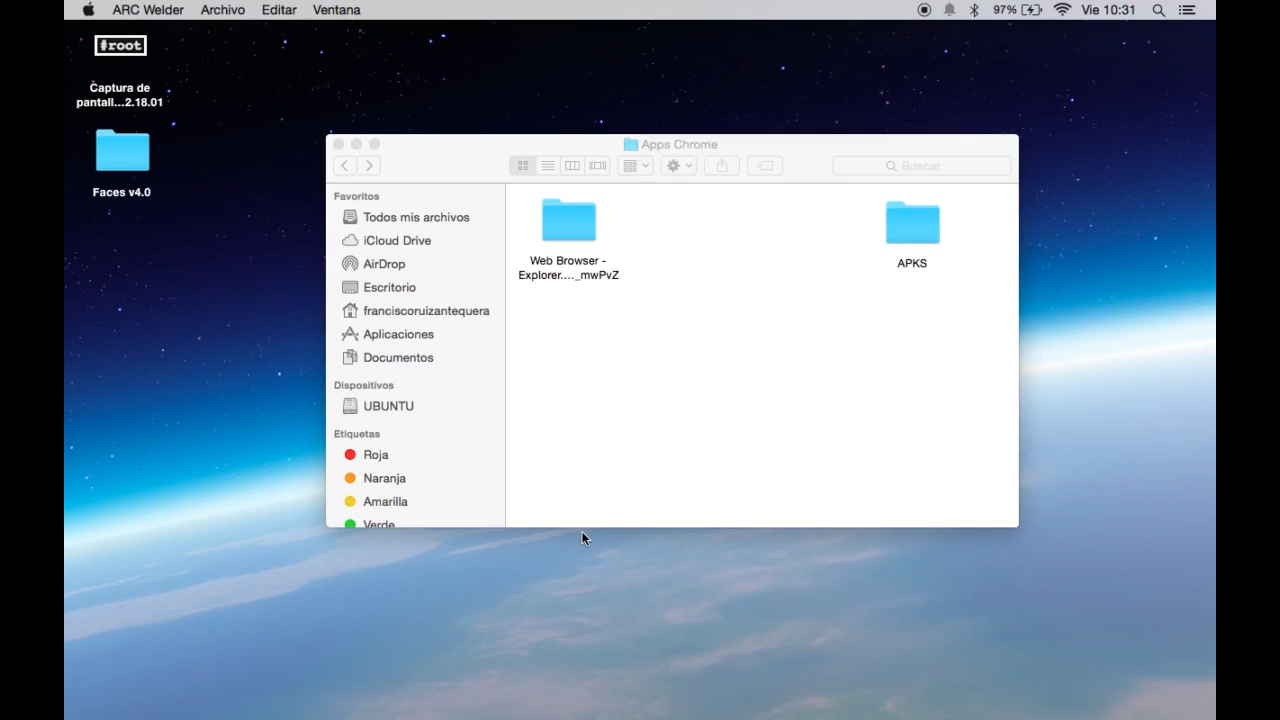 ARC Welder Archivo Editar Ventana 97% Vie 10:31
#root
Captura de
pantall...2.18.01
Faces v4.0
Apps Chrome
Buscar
Favoritos
Todos mis archivos
iCloud Drive
AirDrop
Escritorio
franciscoruizantequera
Aplicaciones
Documentos
Dispositivos
UBUNTU
Etiquetas
Roja
Naranja
Amarilla
Verde
Web Browser -
Explorer...._mwPvZ
APKS